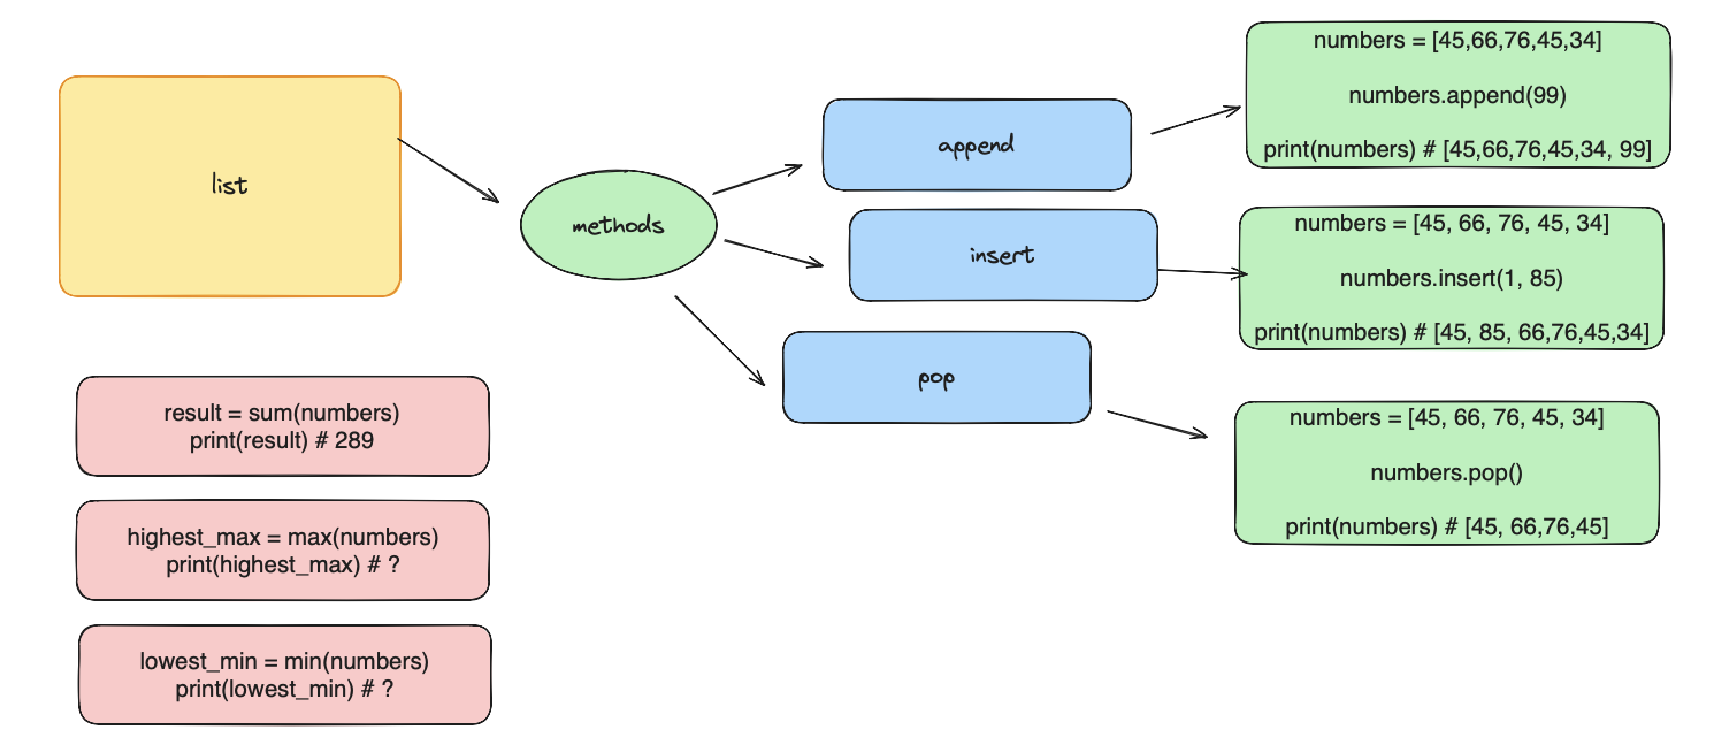 list
methods
append
insert
pop
numbers = [45,66,76,45,34]
numbers.append(99)
print(numbers) # [45,66,76,45,34, 99]
numbers = [45, 66, 76, 45, 34]
numbers.insert(1, 85)
print(numbers) # [45, 85, 66,76,45,34]
numbers = [45, 66, 76, 45, 34]
numbers.pop()
print(numbers) # [45, 66,76,45]
result = sum(numbers)
print(result) # 289
highest_max = max(numbers)
print(highest_max) # ?
lowest_min = min(numbers)
print(lowest_min) # ?